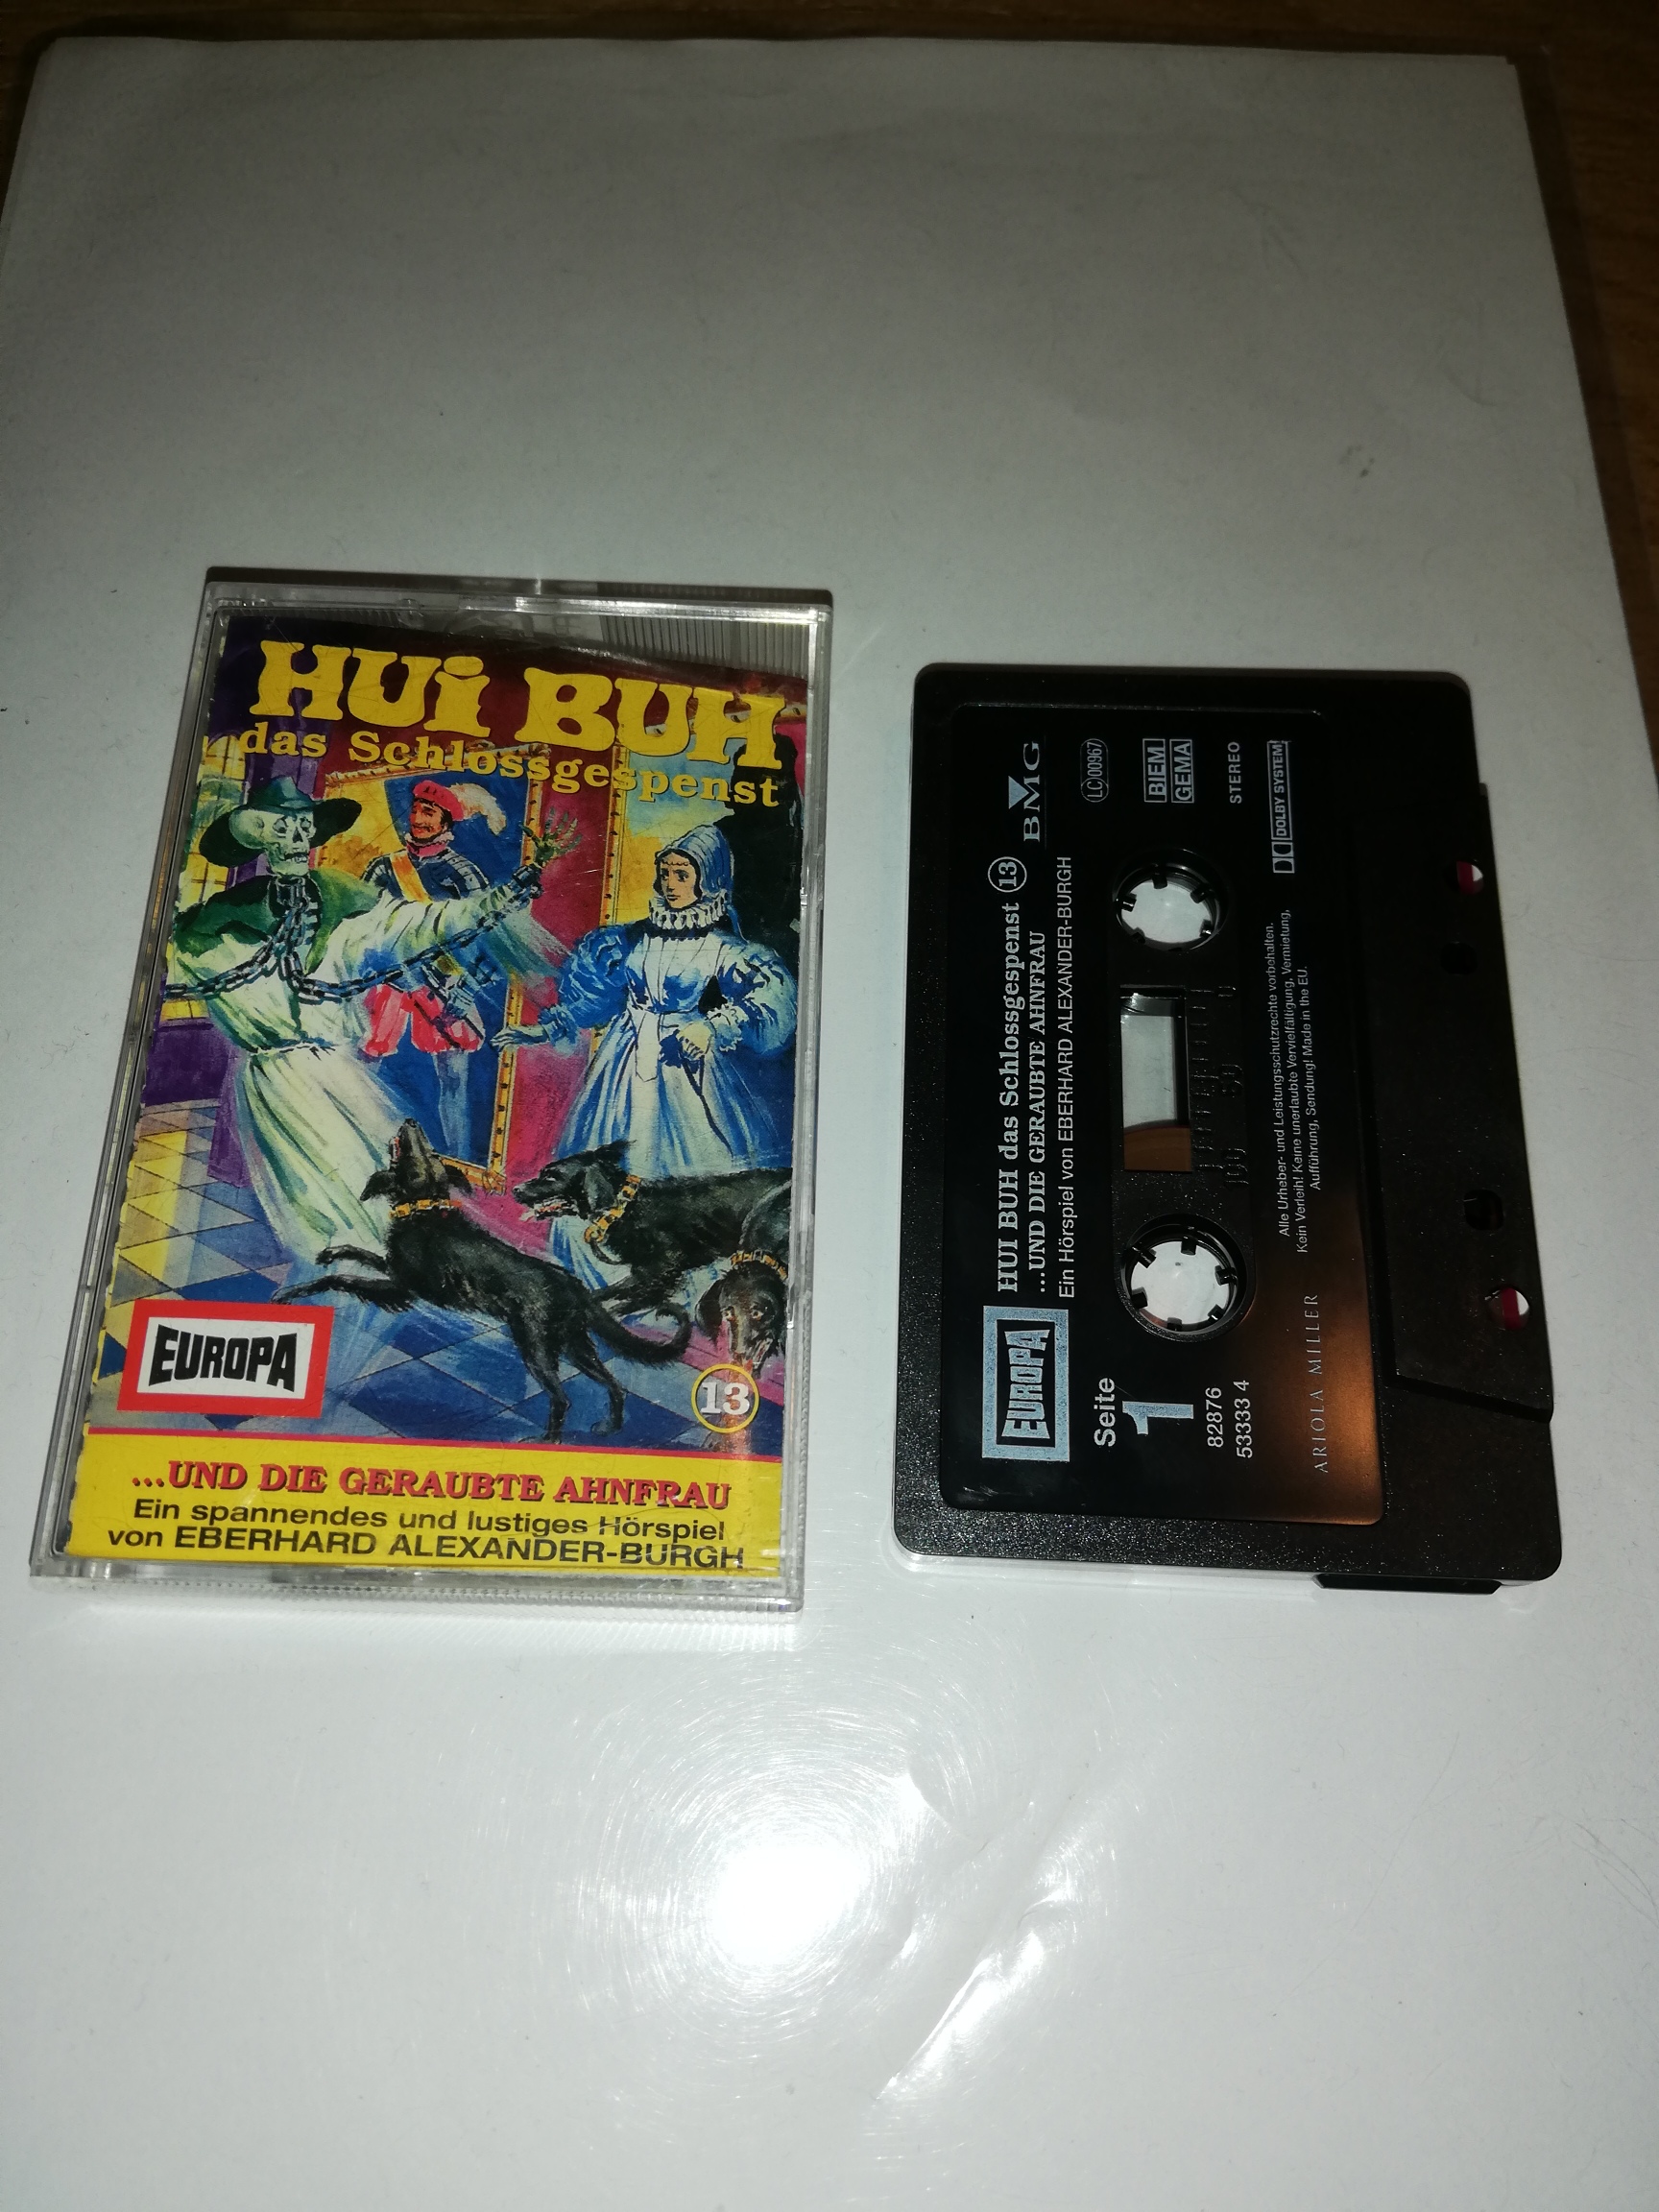 HUi BUH
das Schlossgespenst
EUROPA
13
...UND DIE GERAUBTE AHNFRAU
Ein spannendes und lustiges Hörspiel
von EBERHARD ALEXANDER-BURGH
EUROPA
HUI BUH das Schlossgespenst 13
...UND DIE GERAUBTE AHNFRAU
Ein Hörspiel von EBERHARD ALEXANDER-BURGH
BMG
LC 00967
BIEM
GEMA
STEREO
DOLBY SYSTEM
Seite
1
82876
53333 4
100 50 0
Alle Urheber- und Leistungsschutzrechte vorbehalten.
Kein Verleih! Keine unerlaubte Vervielfältigung, Vermietung,
Aufführung, Sendung! Made in the EU.
ARIOLA MILLER